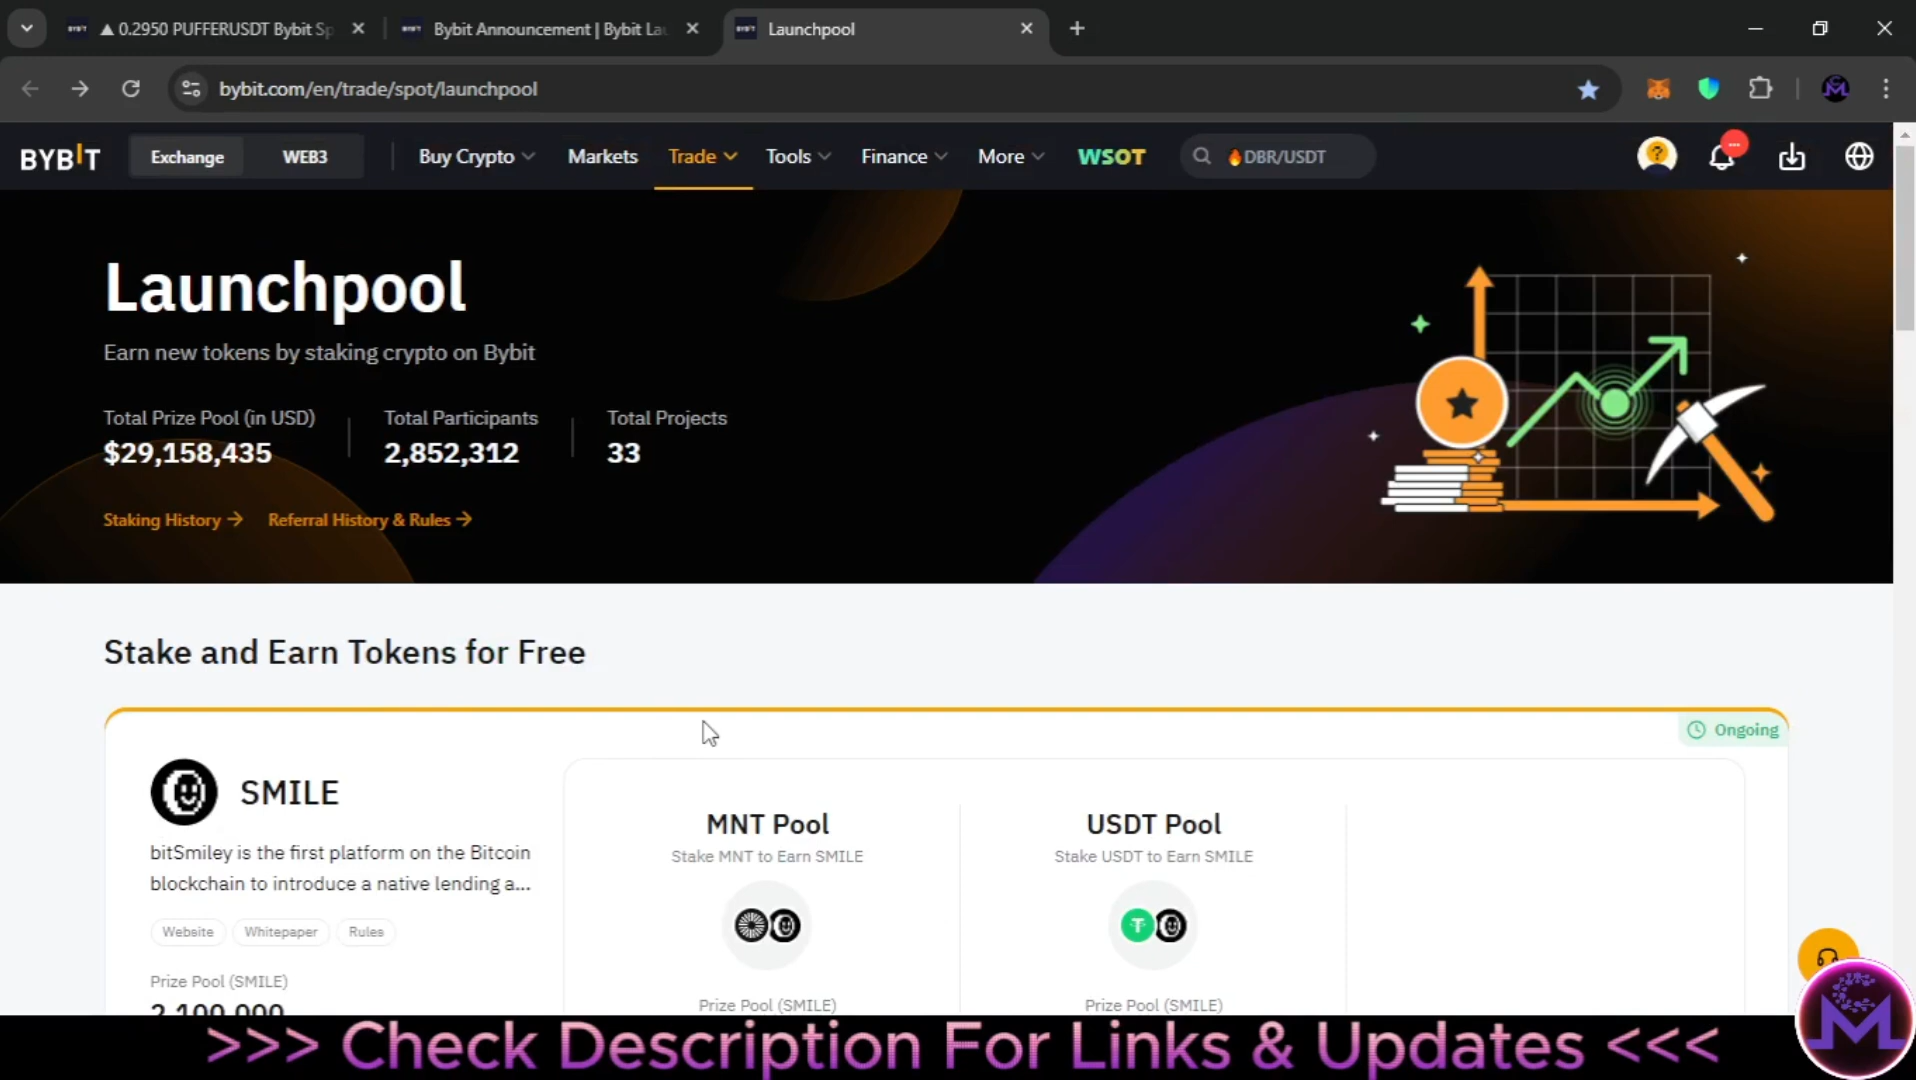 ▲ 0.2950 PUFFERUSDT Bybit Sp
Bybit Announcement | Bybit Lau
Launchpool
bybit.com/en/trade/spot/launchpool
BYBIT
Exchange
WEB3
Buy Crypto
Markets
Trade
Tools
Finance
More
WSOT
DBR/USDT
Launchpool
Earn new tokens by staking crypto on Bybit
Total Prize Pool (in USD)
Total Participants
Total Projects
$29,158,435
2,852,312
33
Staking History →
Referral History & Rules →
Stake and Earn Tokens for Free
Ongoing
SMILE
bitSmiley is the first platform on the Bitcoin
blockchain to introduce a native lending a...
Website
Whitepaper
Rules
Prize Pool (SMILE)
2,100,000
MNT Pool
Stake MNT to Earn SMILE
Prize Pool (SMILE)
USDT Pool
Stake USDT to Earn SMILE
Prize Pool (SMILE)
>>> Check Description For Links & Updates <<<